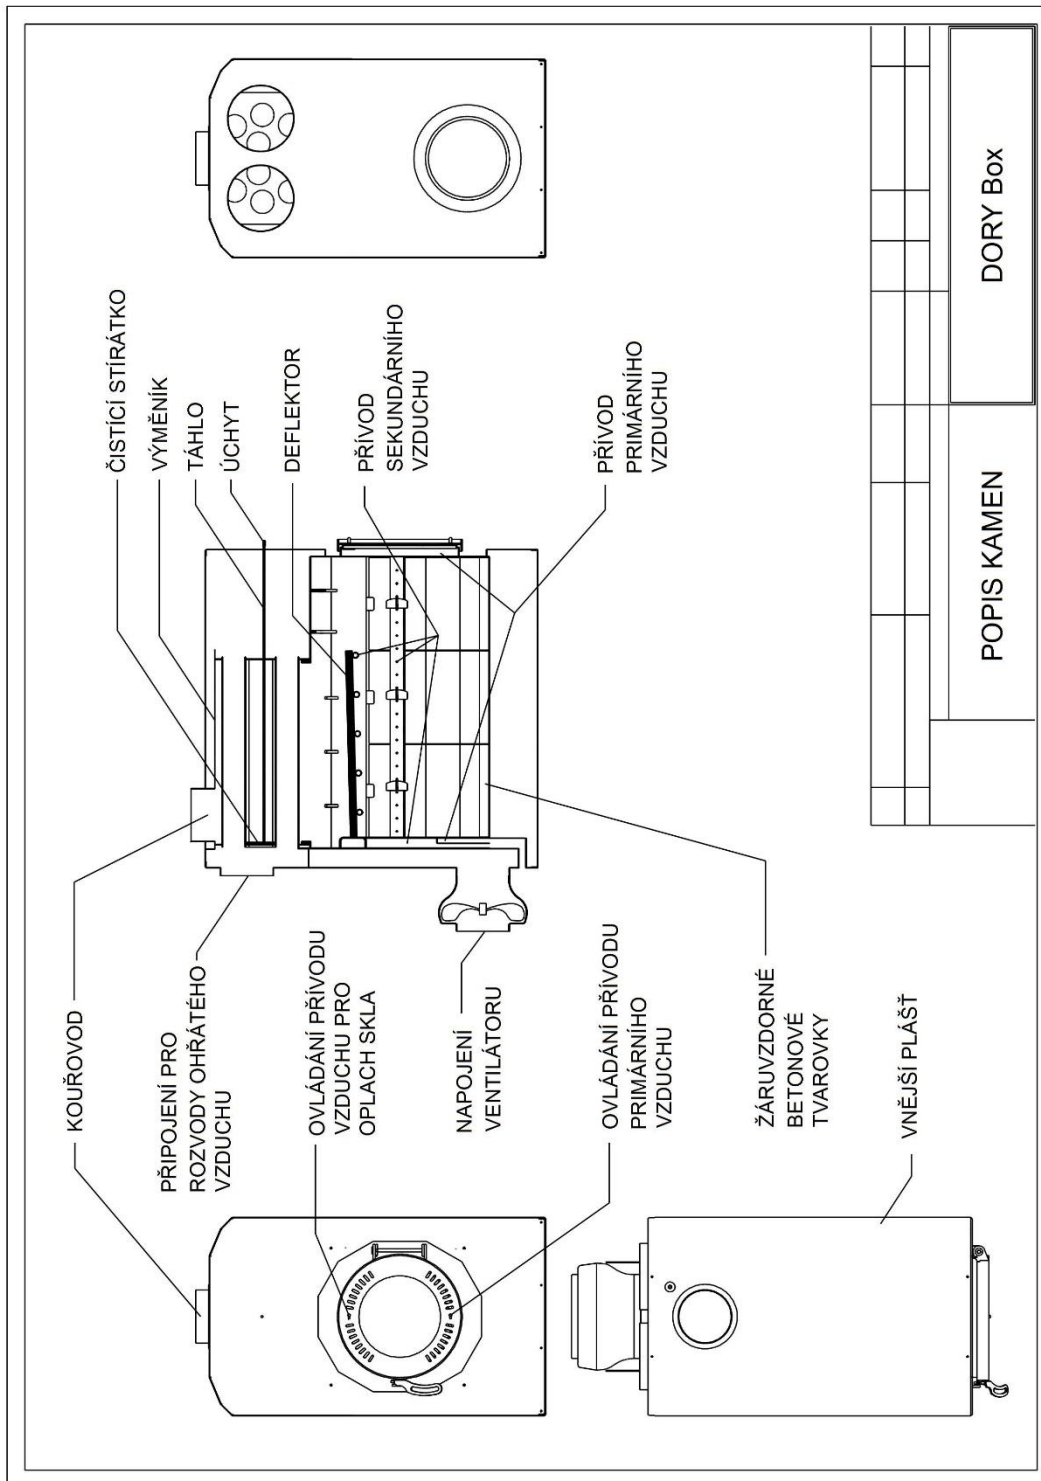 KOUŘOVOD
PŘIPOJENÍ PRO
ROZVODY OHŘÁTÉHO
VZDUCHU
OVLÁDÁNÍ PŘÍVODU
VZDUCHU PRO
OPLACH SKLA
NAPOJENÍ
VENTILÁTORU
OVLÁDÁNÍ PŘÍVODU
PRIMÁRNÍHO
VZDUCHU
ŽÁRUVZDORNÉ
BETONOVÉ
TVAROVKY
VNĚJŠÍ PLÁŠŤ
ČISTÍCÍ STÍRÁTKO
VÝMĚNÍK
TÁHLO
ÚCHYT
DEFLEKTOR
PŘÍVOD
SEKUNDÁRNÍHO
VZDUCHU
PŘÍVOD
PRIMÁRNÍHO
VZDUCHU
POPIS KAMEN
DORY Box